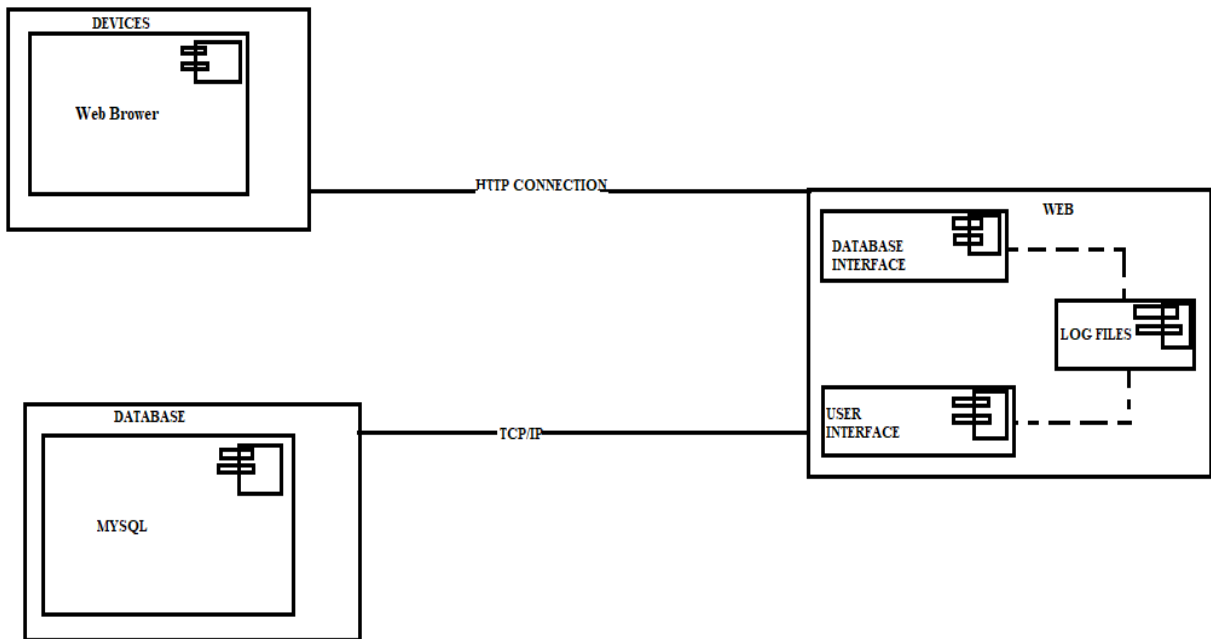 DEVICES
Web Brower
HTTP CONNECTION
WEB
DATABASE
INTERFACE
LOG FILES
USER
INTERFACE
DATABASE
TCP/IP
MYSQL